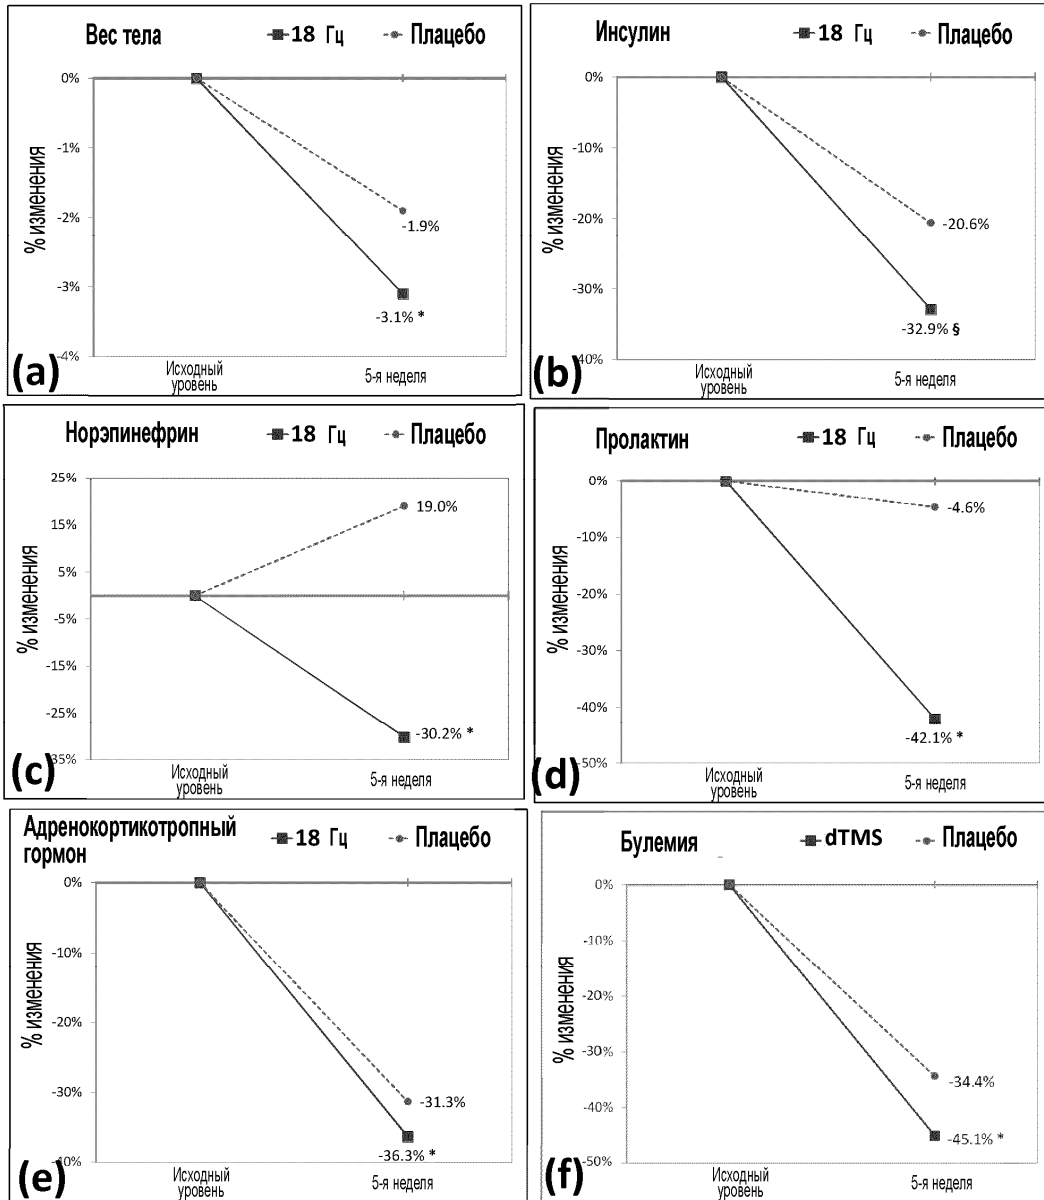 Вес тела 18 Гц Плацебо
0%
-1%
-2%
-3%
-4%
% изменения
-1.9%
-3.1% *
Исходный
уровень
5-я неделя
(a)
Инсулин 18 Гц Плацебо
0%
-10%
-20%
-30%
40%
% изменения
-20.6%
-32.9% §
Исходный
уровень
5-я неделя
(b)
Норэпинефрин 18 Гц Плацебо
25%
15%
5%
-5%
-15%
-25%
35%
% изменения
19.0%
-30.2% *
Исходный
уровень
5-я неделя
(c)
Пролактин 18 Гц Плацебо
0%
-10%
-20%
-30%
-40%
-50%
% изменения
-4.6%
-42.1% *
Исходный
уровень
5-я неделя
(d)
Адренокортикотропный
гормон
18 Гц Плацебо
0%
-10%
-20%
-30%
40%
% изменения
-31.3%
-36.3% *
Исходный
уровень
5-я неделя
(e)
Булемия dTMS Плацебо
0%
-10%
-20%
-30%
-40%
-50%
% изменения
-34.4%
-45.1% *
Исходный
уровень
5-я неделя
(f)